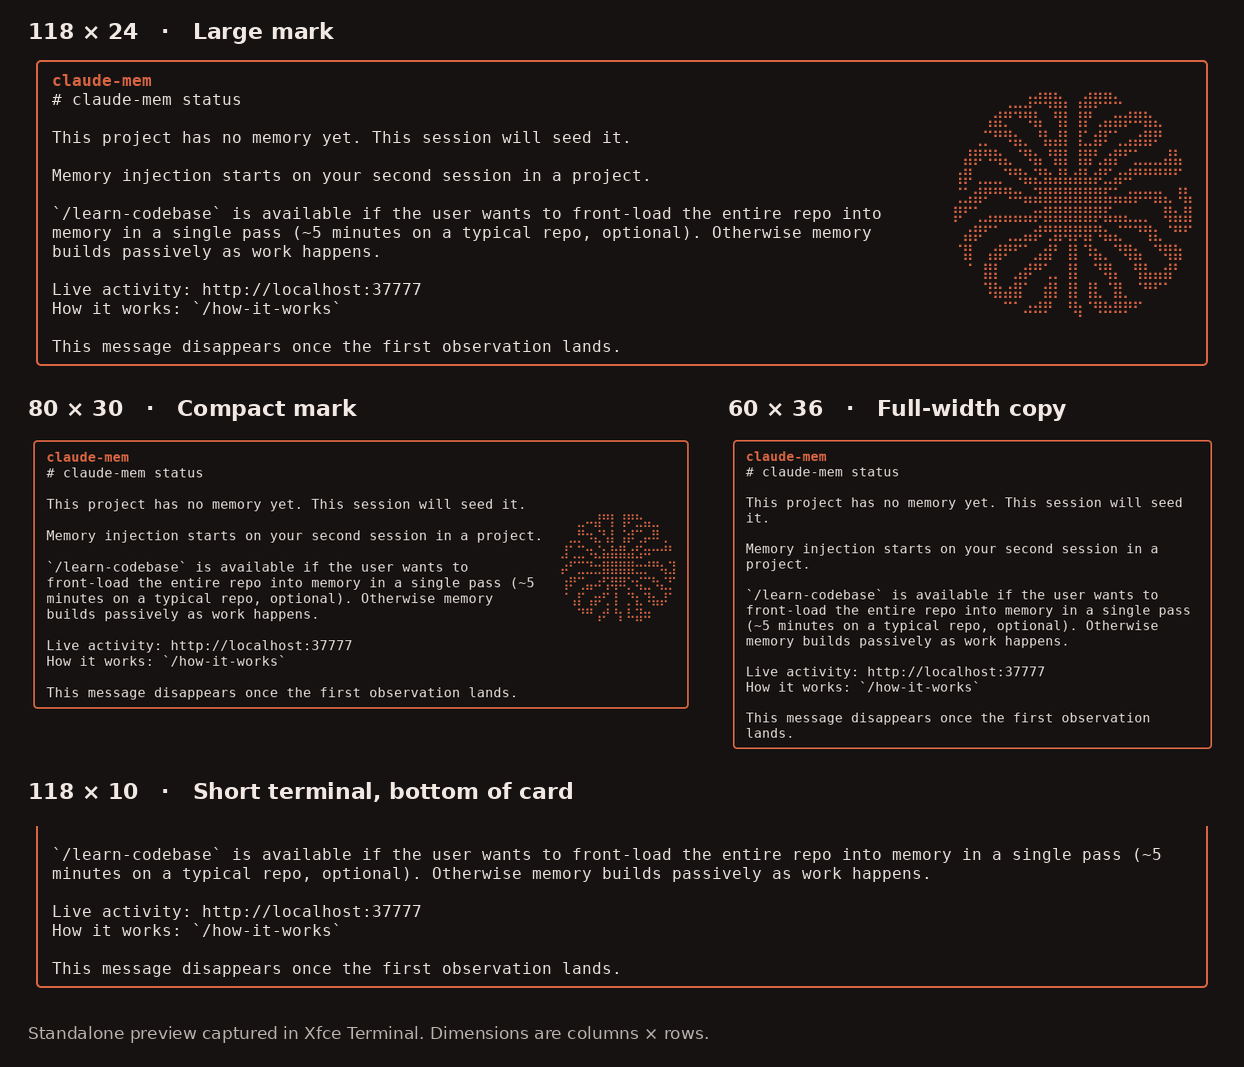 118 × 24 · Large mark
claude-mem
# claude-mem status
This project has no memory yet. This session will seed it.
Memory injection starts on your second session in a project.
`/learn-codebase` is available if the user wants to front-load the entire repo into
memory in a single pass (~5 minutes on a typical repo, optional). Otherwise memory
builds passively as work happens.
Live activity: http://localhost:37777
How it works: `/how-it-works`
This message disappears once the first observation lands.
80 × 30 · Compact mark
claude-mem
# claude-mem status
This project has no memory yet. This session will seed it.
Memory injection starts on your second session in a project.
`/learn-codebase` is available if the user wants to
front-load the entire repo into memory in a single pass (~5
minutes on a typical repo, optional). Otherwise memory
builds passively as work happens.
Live activity: http://localhost:37777
How it works: `/how-it-works`
This message disappears once the first observation lands.
60 × 36 · Full-width copy
claude-mem
# claude-mem status
This project has no memory yet. This session will seed
it.
Memory injection starts on your second session in a
project.
`/learn-codebase` is available if the user wants to
front-load the entire repo into memory in a single pass
(~5 minutes on a typical repo, optional). Otherwise
memory builds passively as work happens.
Live activity: http://localhost:37777
How it works: `/how-it-works`
This message disappears once the first observation
lands.
118 × 10 · Short terminal, bottom of card
`/learn-codebase` is available if the user wants to front-load the entire repo into memory in a single pass (~5
minutes on a typical repo, optional). Otherwise memory builds passively as work happens.
Live activity: http://localhost:37777
How it works: `/how-it-works`
This message disappears once the first observation lands.
Standalone preview captured in Xfce Terminal. Dimensions are columns × rows.